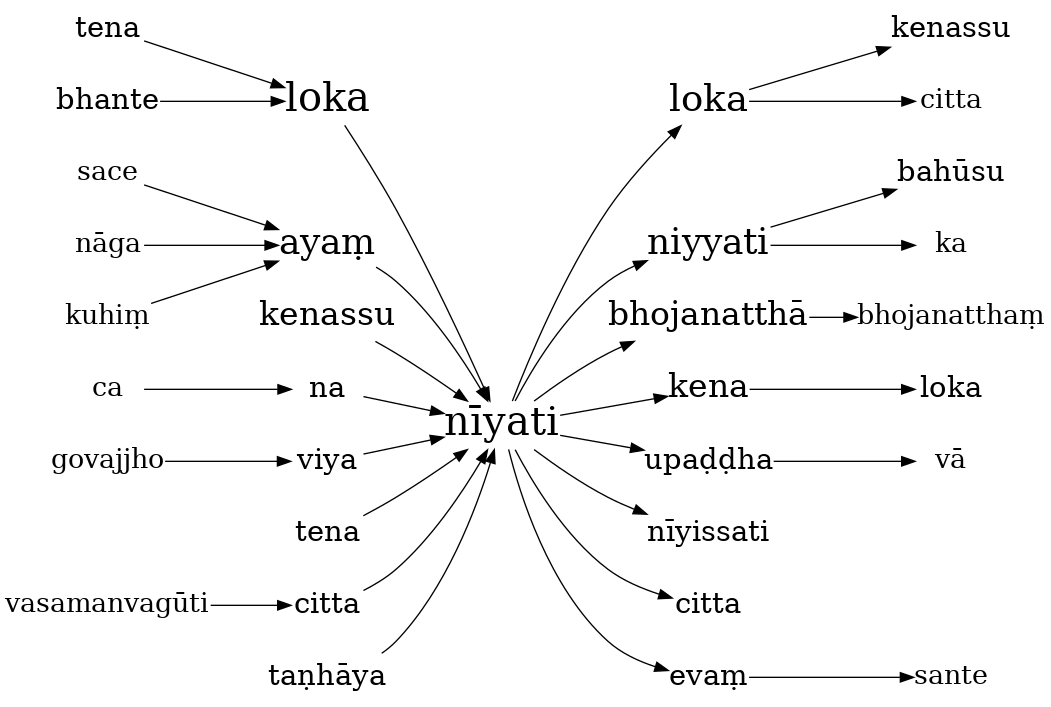 tena
kenassu
bhante
loka
loka
citta
sace
bahūsu
nāga
ayaṃ
niyyati
ka
kuhiṃ
kenassu
bhojanatthā
bhojanatthaṃ
ca
na
kena
loka
nīyati
govajjho
viya
upaḍḍha
vā
tena
nīyissati
vasamanvagūti
citta
citta
taṇhāya
evaṃ
sante